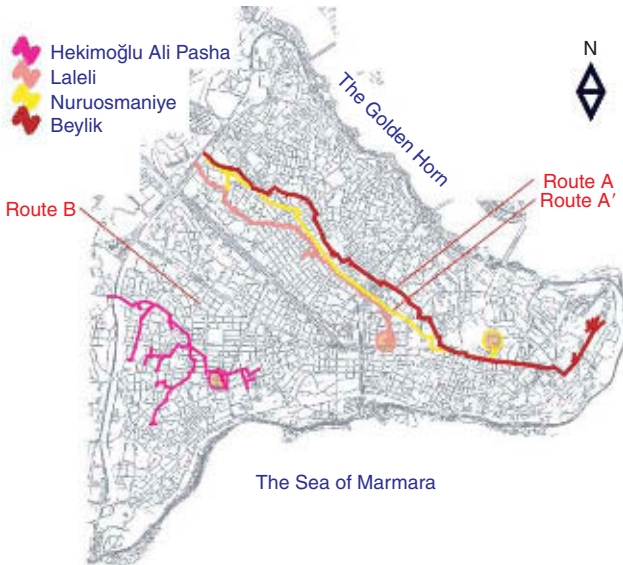 Hekimoğlu Ali Pasha
Laleli
Nuruosmaniye
Beylik
N
The Golden Horn
Route A
Route A′
Route B
The Sea of Marmara